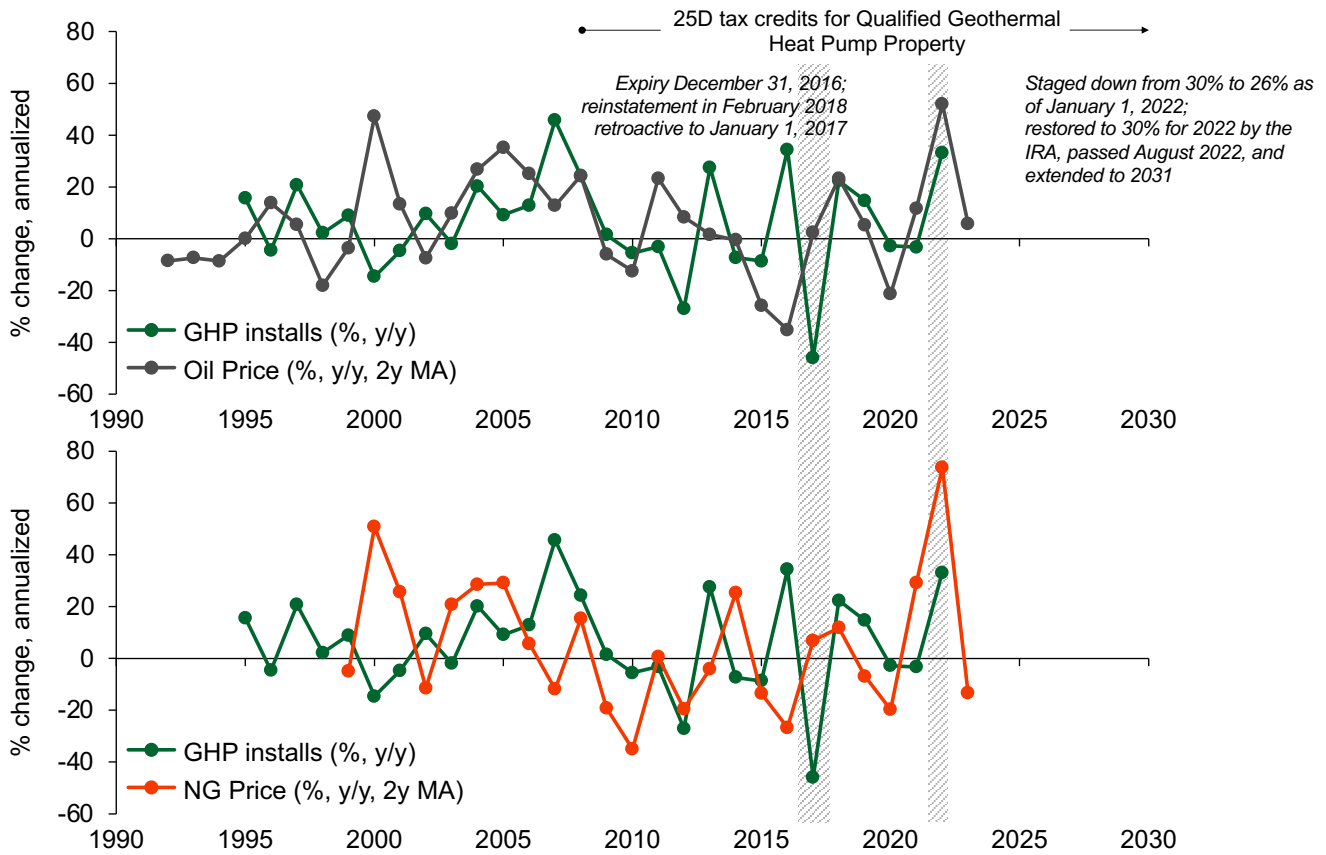 25D tax credits for Qualified Geothermal
Heat Pump Property
Expiry December 31, 2016;
reinstatement in February 2018
retroactive to January 1, 2017
Staged down from 30% to 26% as
of January 1, 2022;
restored to 30% for 2022 by the
IRA, passed August 2022, and
extended to 2031
% change, annualized
80
60
40
20
0
-20
-40
-60
GHP installs (%, y/y)
Oil Price (%, y/y, 2y MA)
1990 1995 2000 2005 2010 2015 2020 2025 2030
% change, annualized
80
60
40
20
0
-20
-40
-60
GHP installs (%, y/y)
NG Price (%, y/y, 2y MA)
1990 1995 2000 2005 2010 2015 2020 2025 2030